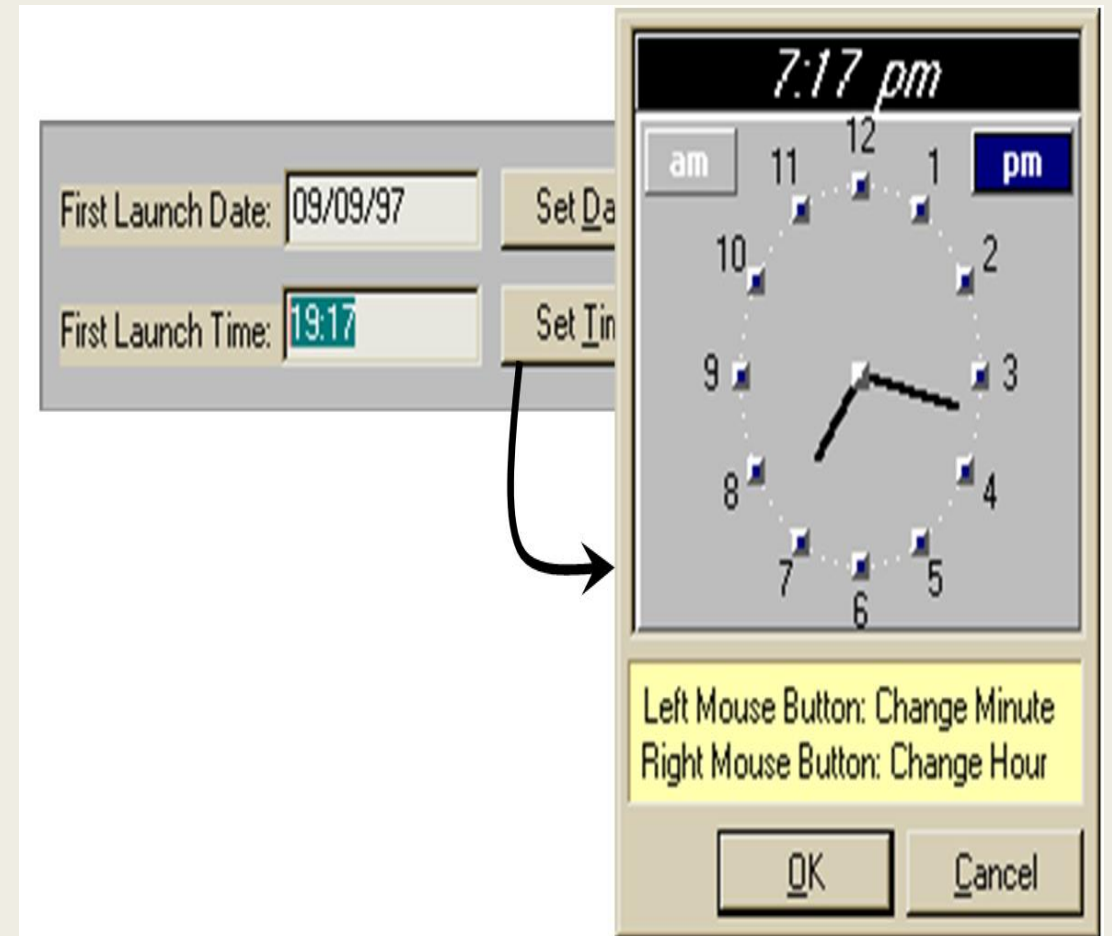 First Launch Date: 09/09/97 Set Da
First Launch Time: 19:17 Set Tin
7:17 pm
am pm
12
11 1
10 2
9 3
8 4
7 5
6
Left Mouse Button: Change Minute
Right Mouse Button: Change Hour
OK Cancel